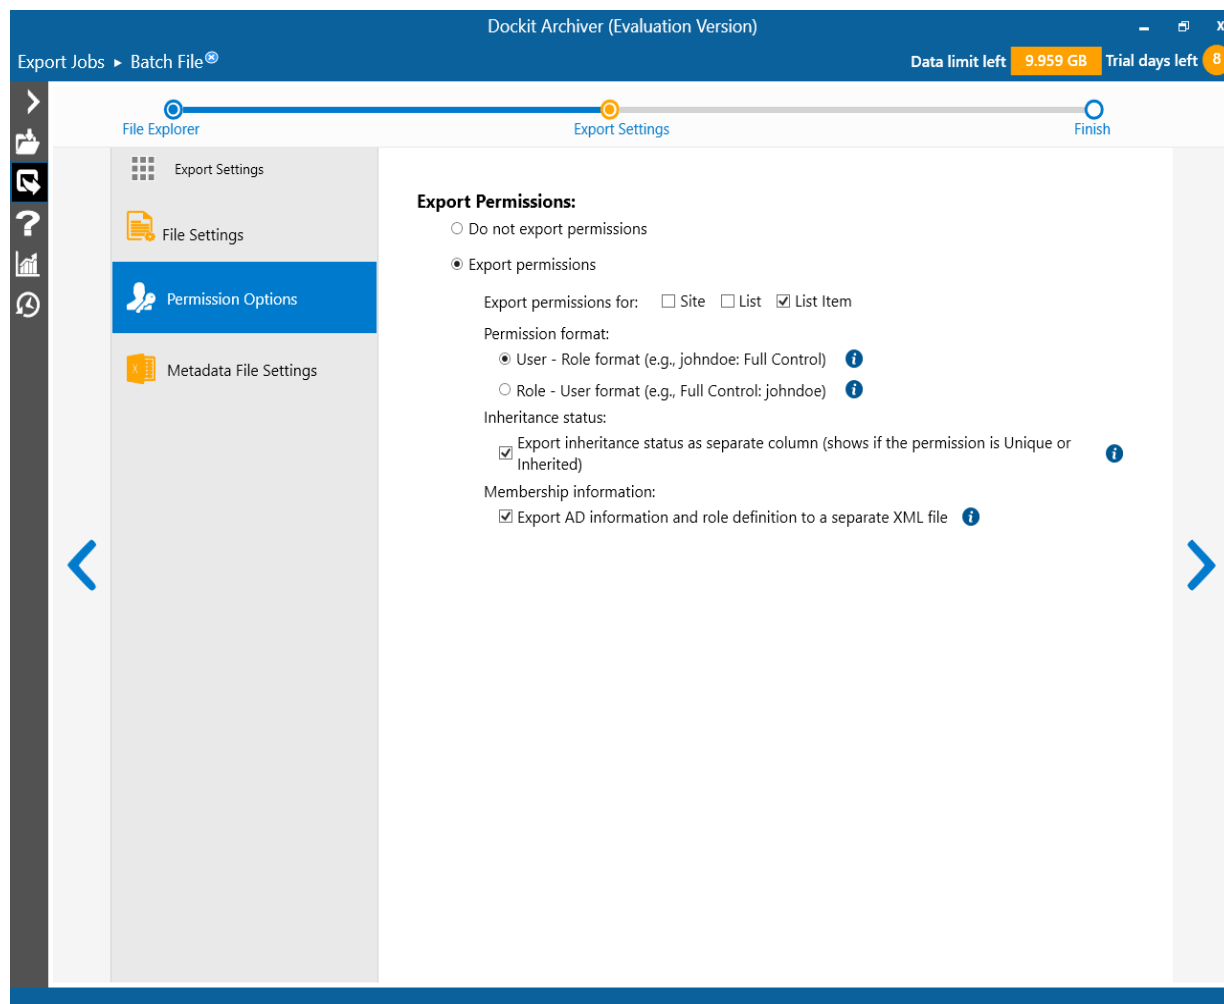 Dockit Archiver (Evaluation Version)
Export Jobs ▸ Batch File
Data limit left 9.959 GB Trial days left 8
File Explorer
Export Settings
Finish
Export Settings
File Settings
Permission Options
Metadata File Settings
Export Permissions:
Do not export permissions
Export permissions
Export permissions for: Site List List Item
Permission format:
User - Role format (e.g., johndoe: Full Control)
Role - User format (e.g., Full Control: johndoe)
Inheritance status:
Export inheritance status as separate column (shows if the permission is Unique or
Inherited)
Membership information:
Export AD information and role definition to a separate XML file